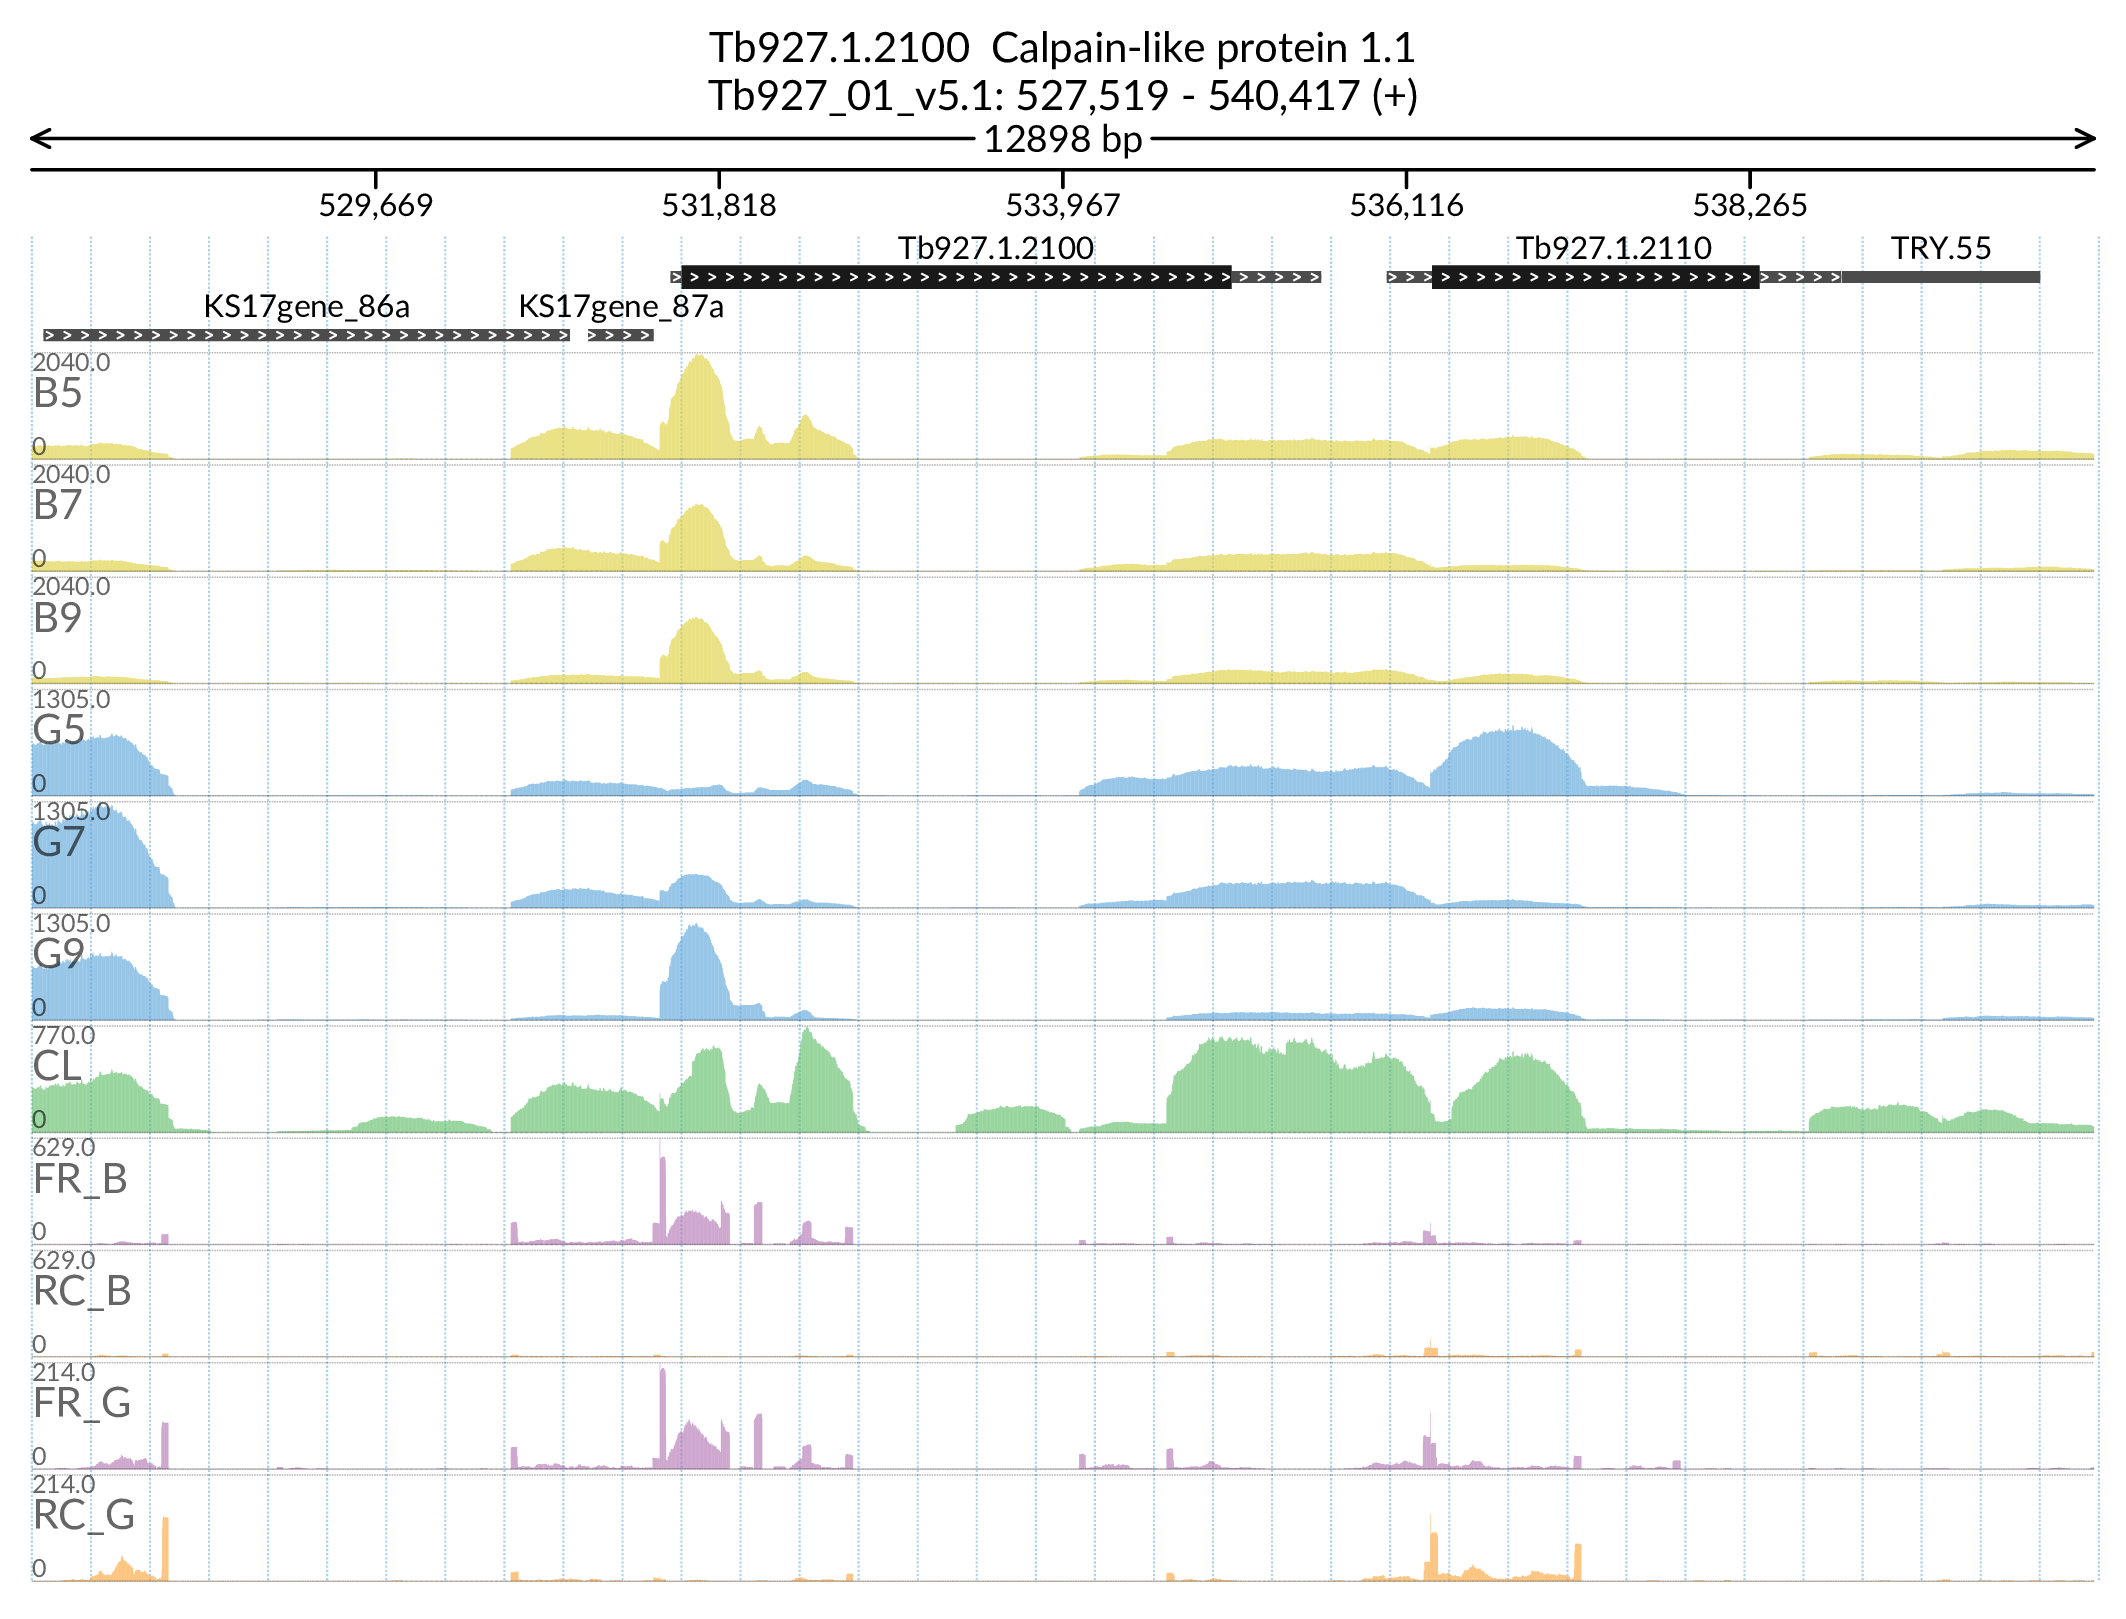 Tb927.1.2100  Calpain-like protein 1.1
Tb927_01_v5.1: 527,519 - 540,417 (+)
12898 bp
529,669 531,818 533,967 536,116 538,265
Tb927.1.2100 Tb927.1.2110 TRY.55
KS17gene_86a KS17gene_87a
2040.0
B5
0
2040.0
B7
0
2040.0
B9
0
1305.0
G5
0
1305.0
G7
0
1305.0
G9
0
770.0
CL
0
629.0
FR_B
0
629.0
RC_B
0
214.0
FR_G
0
214.0
RC_G
0